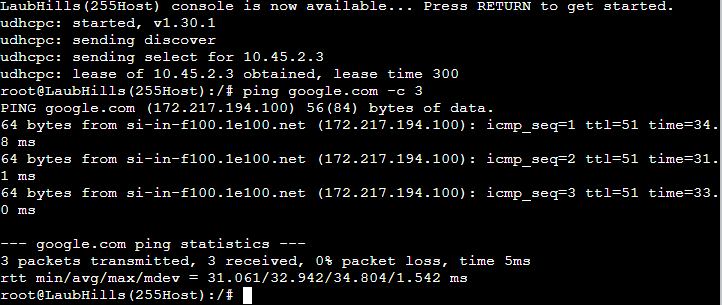 LaubHills(255Host) console is now available... Press RETURN to get started.
udhcpc: started, v1.30.1
udhcpc: sending discover
udhcpc: sending select for 10.45.2.3
udhcpc: lease of 10.45.2.3 obtained, lease time 300
root@LaubHills(255Host):/# ping google.com -c 3
PING google.com (172.217.194.100) 56(84) bytes of data.
64 bytes from si-in-f100.1e100.net (172.217.194.100): icmp_seq=1 ttl=51 time=34.
8 ms
64 bytes from si-in-f100.1e100.net (172.217.194.100): icmp_seq=2 ttl=51 time=31.
1 ms
64 bytes from si-in-f100.1e100.net (172.217.194.100): icmp_seq=3 ttl=51 time=33.
0 ms
--- google.com ping statistics ---
3 packets transmitted, 3 received, 0% packet loss, time 5ms
rtt min/avg/max/mdev = 31.061/32.942/34.804/1.542 ms
root@LaubHills(255Host):/#